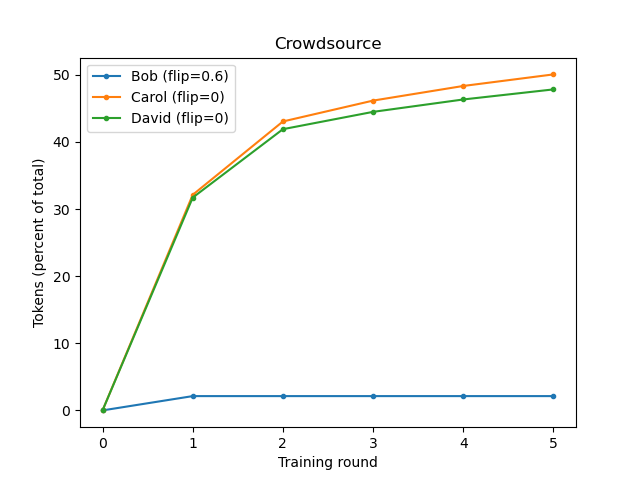 Crowdsource
Bob (flip=0.6)
Carol (flip=0)
David (flip=0)
Tokens (percent of total)
50
40
30
20
10
0
0 1 2 3 4 5
Training round